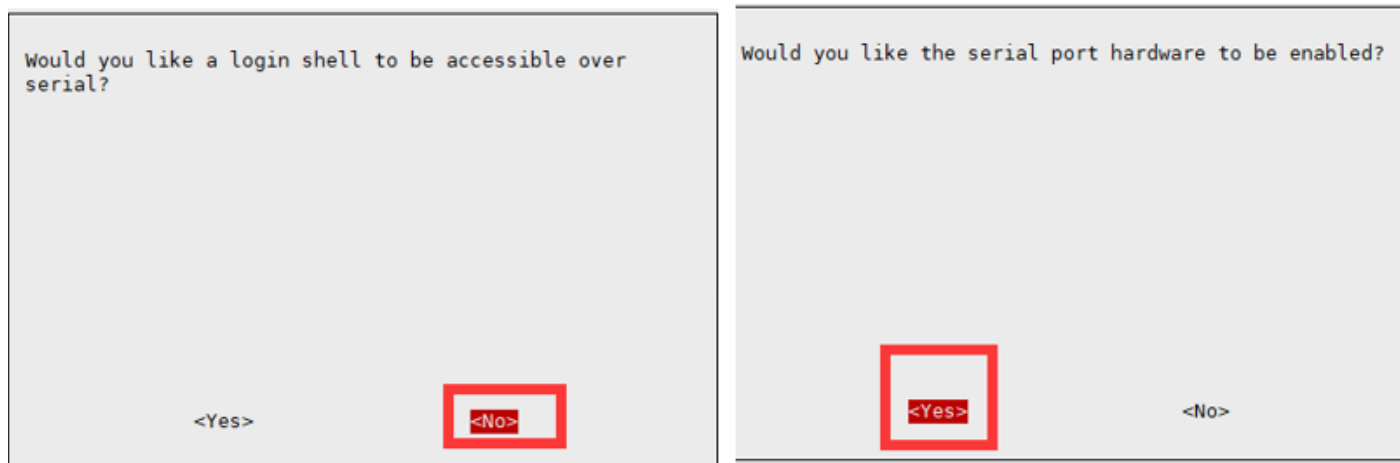 Would you like a login shell to be accessible over
serial?
<Yes>
<No>
Would you like the serial port hardware to be enabled?
<Yes>
<No>